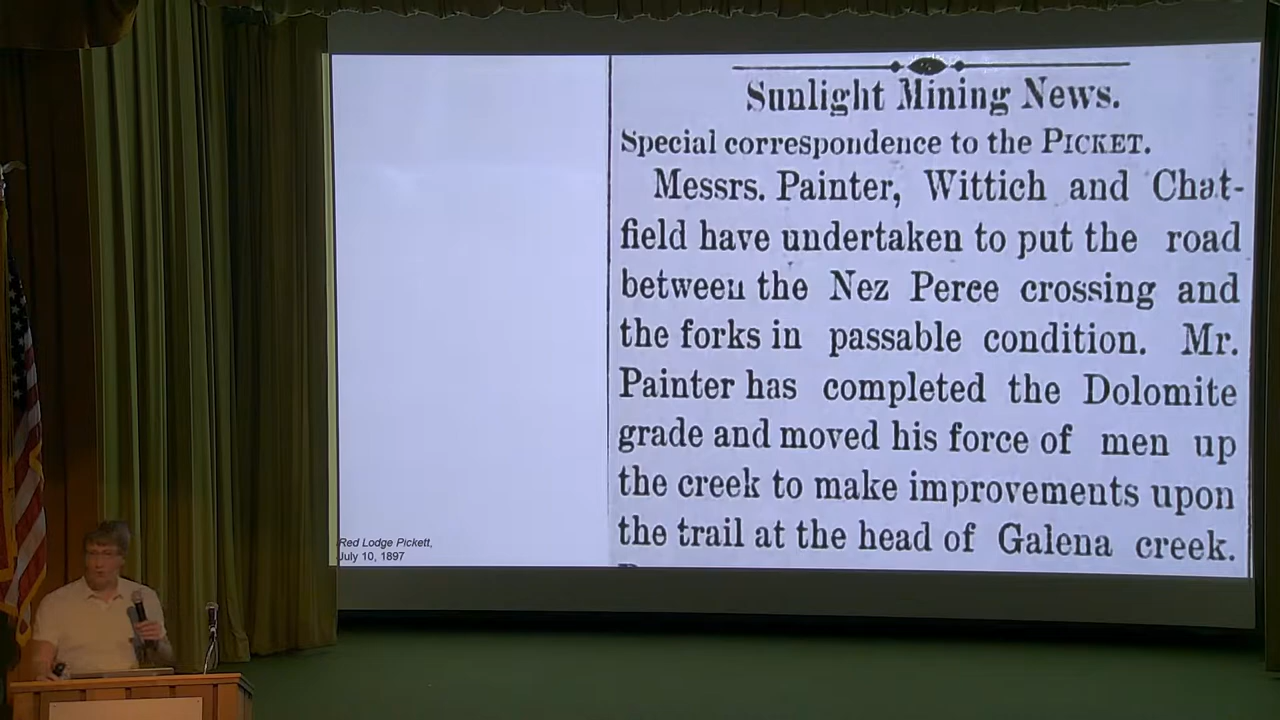 Sunlight Mining News.
Special correspondence to the PICKET.
Messrs. Painter, Wittich and Chat-
field have undertaken to put the road
between the Nez Perce crossing and
the forks in passable condition. Mr.
Painter has completed the Dolomite
grade and moved his force of men up
the creek to make improvements upon
the trail at the head of Galena creek.
Red Lodge Pickett,
July 10, 1897